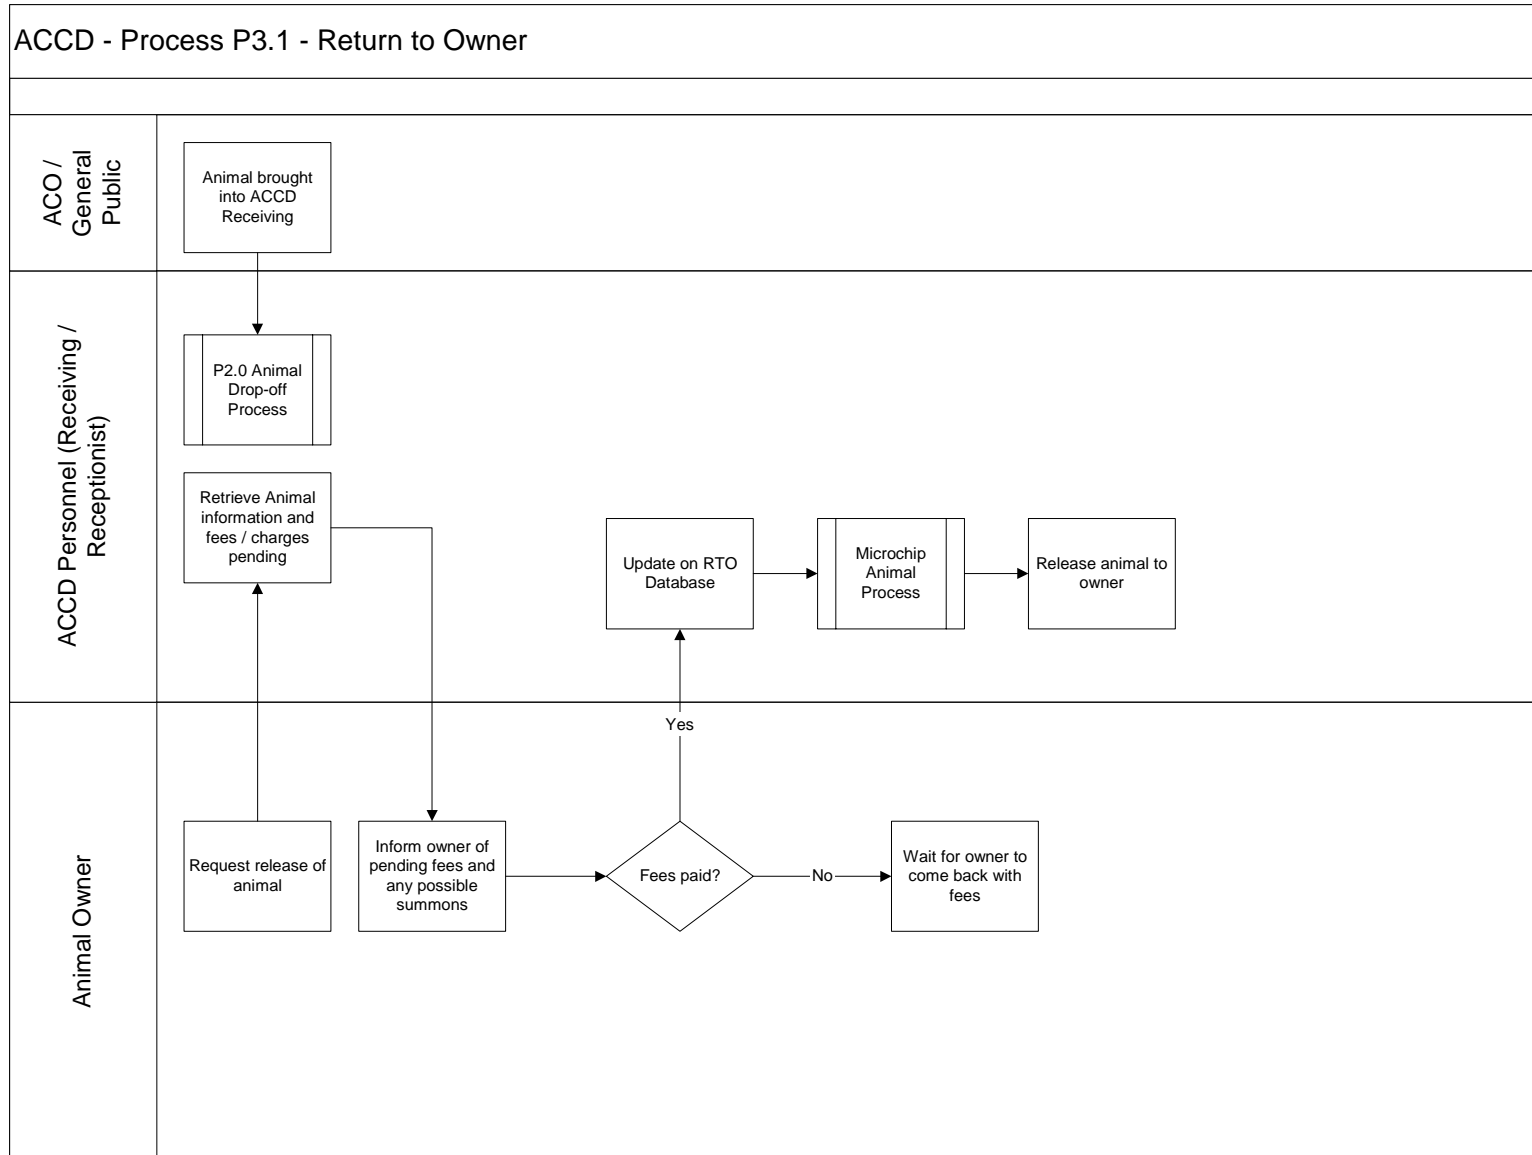 ACCD - Process P3.1 - Return to Owner
ACO /
General
Public
Animal brought
into ACCD
Receiving
ACCD Personnel (Receiving /
Receptionist)
P2.0 Animal
Drop-off
Process
Retrieve Animal
information and
fees / charges
pending
Update on RTO
Database
Microchip
Animal
Process
Release animal to
owner
Animal Owner
Request release of
animal
Inform owner of
pending fees and
any possible
summons
Yes
Fees paid?
No
Wait for owner to
come back with
fees